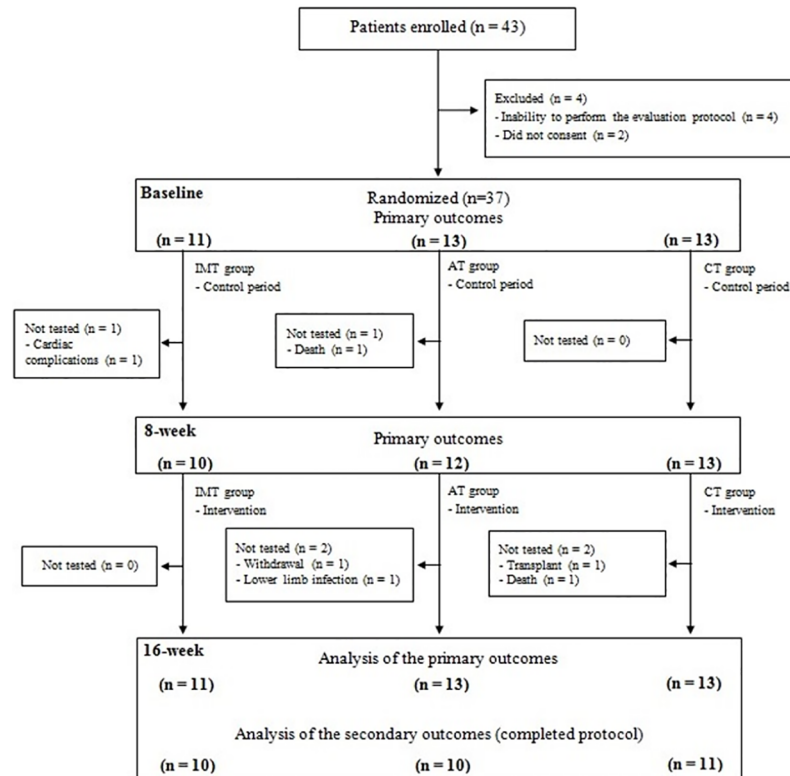 Patients enrolled (n = 43)
Excluded (n = 4)
- Inability to perform the evaluation protocol (n = 4)
- Did not consent (n = 2)
Baseline
Randomized (n=37)
Primary outcomes
(n = 11) (n = 13) (n = 13)
IMT group
- Control period
AT group
- Control period
CT group
- Control period
Not tested (n = 1)
- Cardiac
complications (n = 1)
Not tested (n = 1)
- Death (n = 1)
Not tested (n = 0)
8-week
Primary outcomes
(n = 10) (n = 12) (n = 13)
IMT group
- Intervention
AT group
- Intervention
CT group
- Intervention
Not tested (n = 0)
Not tested (n = 2)
- Withdrawal (n = 1)
- Lower limb infection (n = 1)
Not tested (n = 2)
- Transplant (n = 1)
- Death (n = 1)
16-week
Analysis of the primary outcomes
(n = 11) (n = 13) (n = 13)
Analysis of the secondary outcomes (completed protocol)
(n = 10) (n = 10) (n = 11)